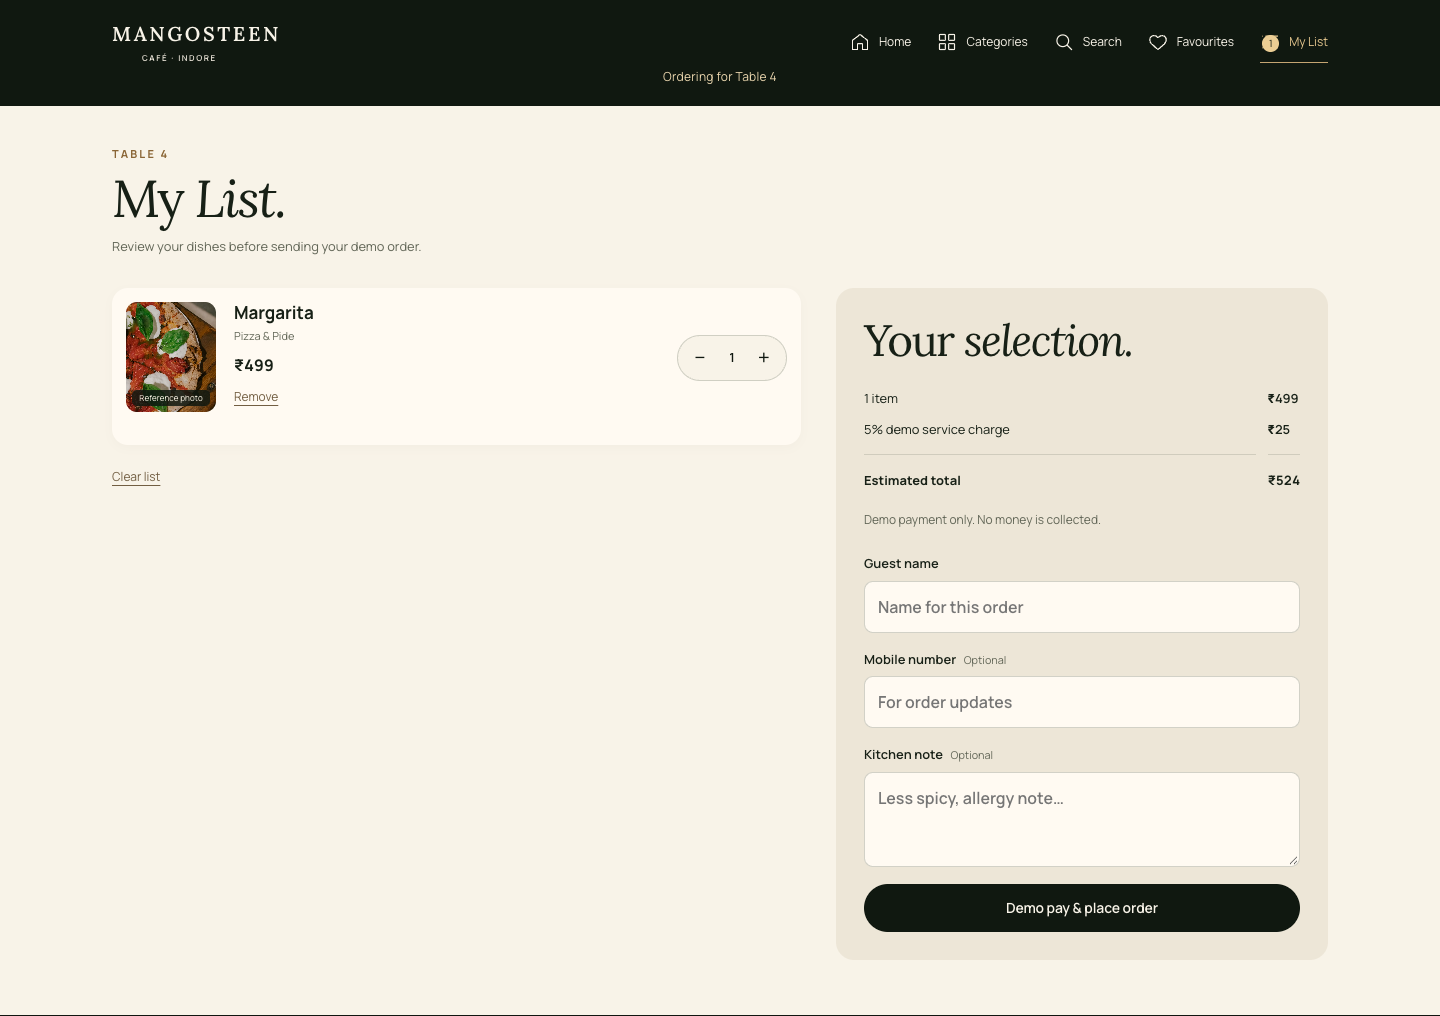 MANGOSTEEN
CAFÉ · INDORE
Home
Categories
Search
Favourites
1
My List
Ordering for Table 4
TABLE 4
My List.
Review your dishes before sending your demo order.
Margarita
Pizza & Pide
₹499
Remove
Reference photo
− 1 +
Clear list
Your selection.
1 item ₹499
5% demo service charge ₹25
Estimated total ₹524
Demo payment only. No money is collected.
Guest name
Name for this order
Mobile number Optional
For order updates
Kitchen note Optional
Less spicy, allergy note…
Demo pay & place order